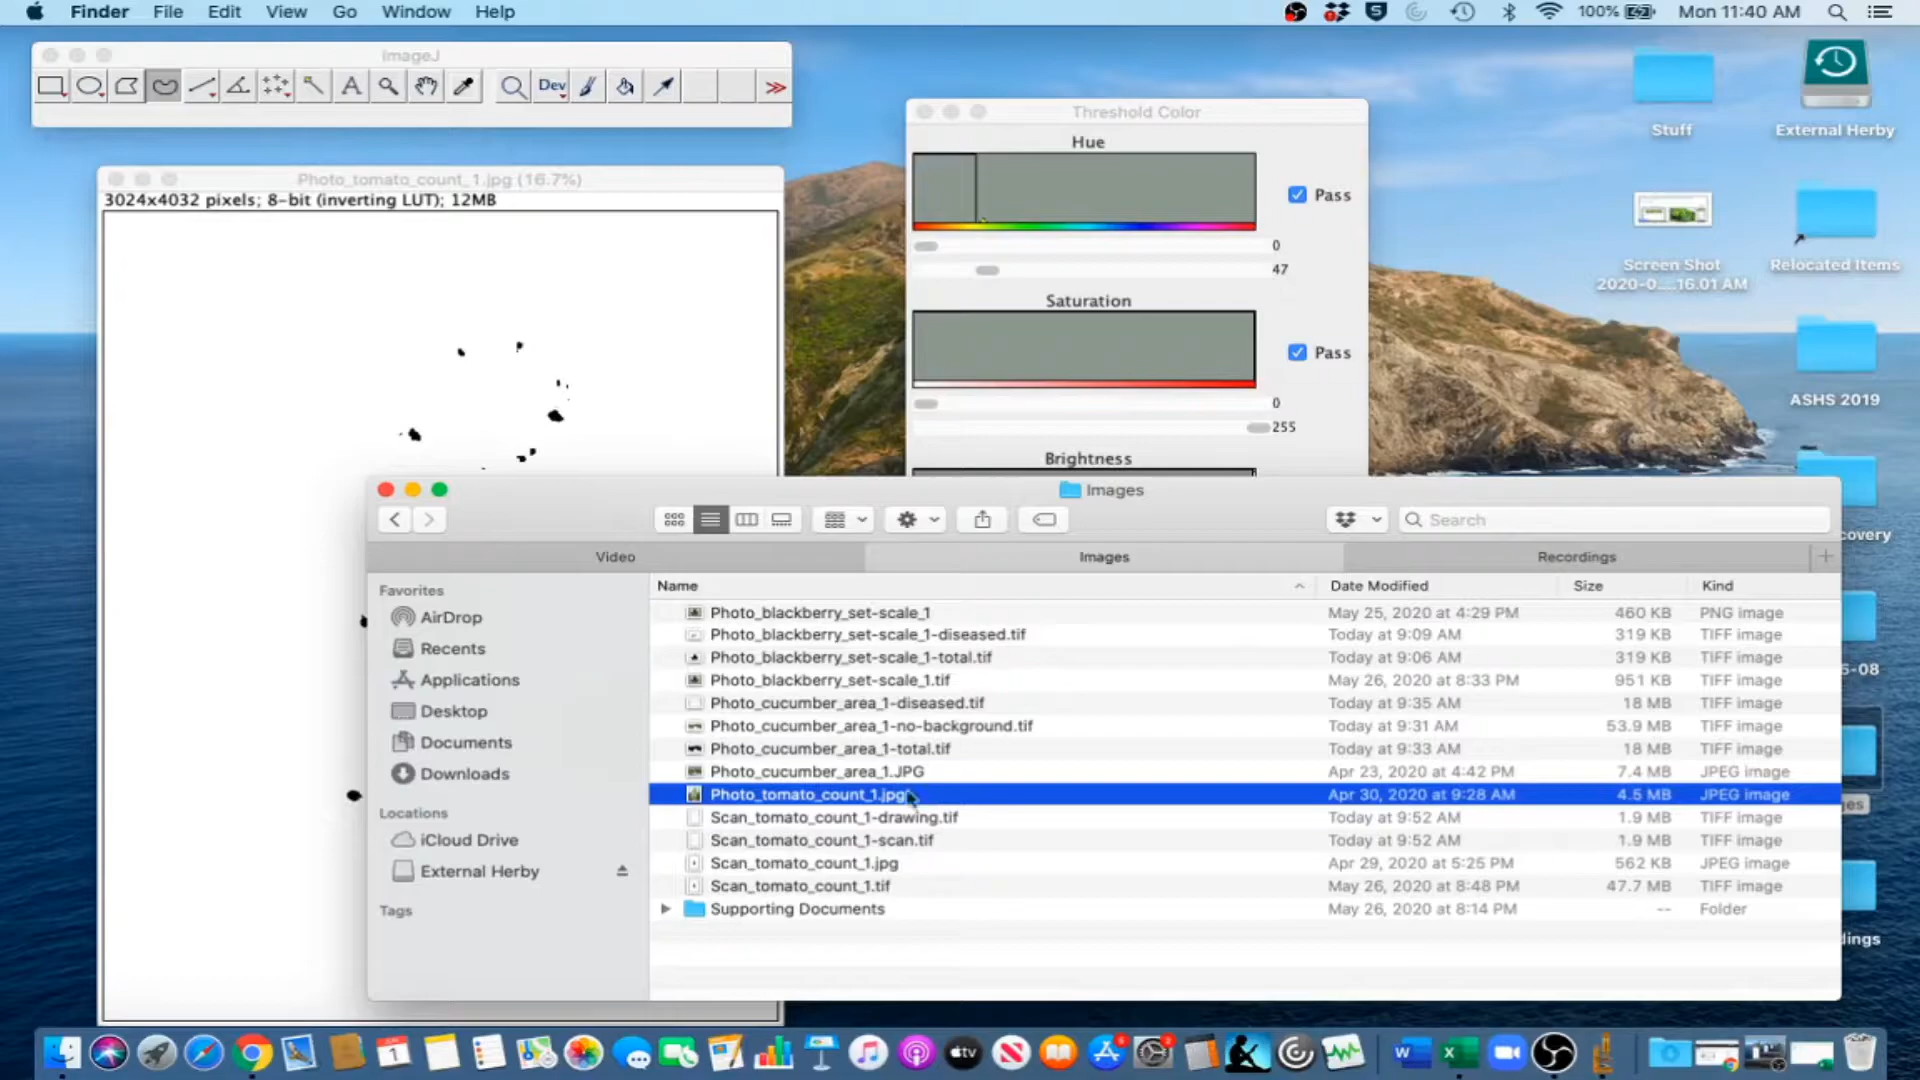 Finder File Edit View Go Window Help 100% Mon 11:40 AM
ImageJ
A Dev
Photo_tomato_count_1.jpg (16.7%)
3024x4032 pixels; 8-bit (inverting LUT); 12MB
Threshold Color
Hue
Pass
0
47
Saturation
Pass
0
255
Brightness
Stuff
External Herby
Screen Shot
2020-0....16.01 AM
Relocated Items
ASHS 2019
covery
5-08
ges
dings
Images
Search
Video Images Recordings
Favorites
AirDrop
Recents
Applications
Desktop
Documents
Downloads
Locations
iCloud Drive
External Herby
Tags
Name Date Modified Size Kind
Photo_blackberry_set-scale_1 May 25, 2020 at 4:29 PM 460 KB PNG image
Photo_blackberry_set-scale_1-diseased.tif Today at 9:09 AM 319 KB TIFF image
Photo_blackberry_set-scale_1-total.tif Today at 9:06 AM 319 KB TIFF image
Photo_blackberry_set-scale_1.tif May 26, 2020 at 8:33 PM 951 KB TIFF image
Photo_cucumber_area_1-diseased.tif Today at 9:35 AM 18 MB TIFF image
Photo_cucumber_area_1-no-background.tif Today at 9:31 AM 53.9 MB TIFF image
Photo_cucumber_area_1-total.tif Today at 9:33 AM 18 MB TIFF image
Photo_cucumber_area_1.JPG Apr 23, 2020 at 4:42 PM 7.4 MB JPEG image
Photo_tomato_count_1.jpg Apr 30, 2020 at 9:28 AM 4.5 MB JPEG image
Scan_tomato_count_1-drawing.tif Today at 9:52 AM 1.9 MB TIFF image
Scan_tomato_count_1-scan.tif Today at 9:52 AM 1.9 MB TIFF image
Scan_tomato_count_1.jpg Apr 29, 2020 at 5:25 PM 562 KB JPEG image
Scan_tomato_count_1.tif May 26, 2020 at 8:48 PM 47.7 MB TIFF image
Supporting Documents May 26, 2020 at 8:14 PM -- Folder
1 tv W X